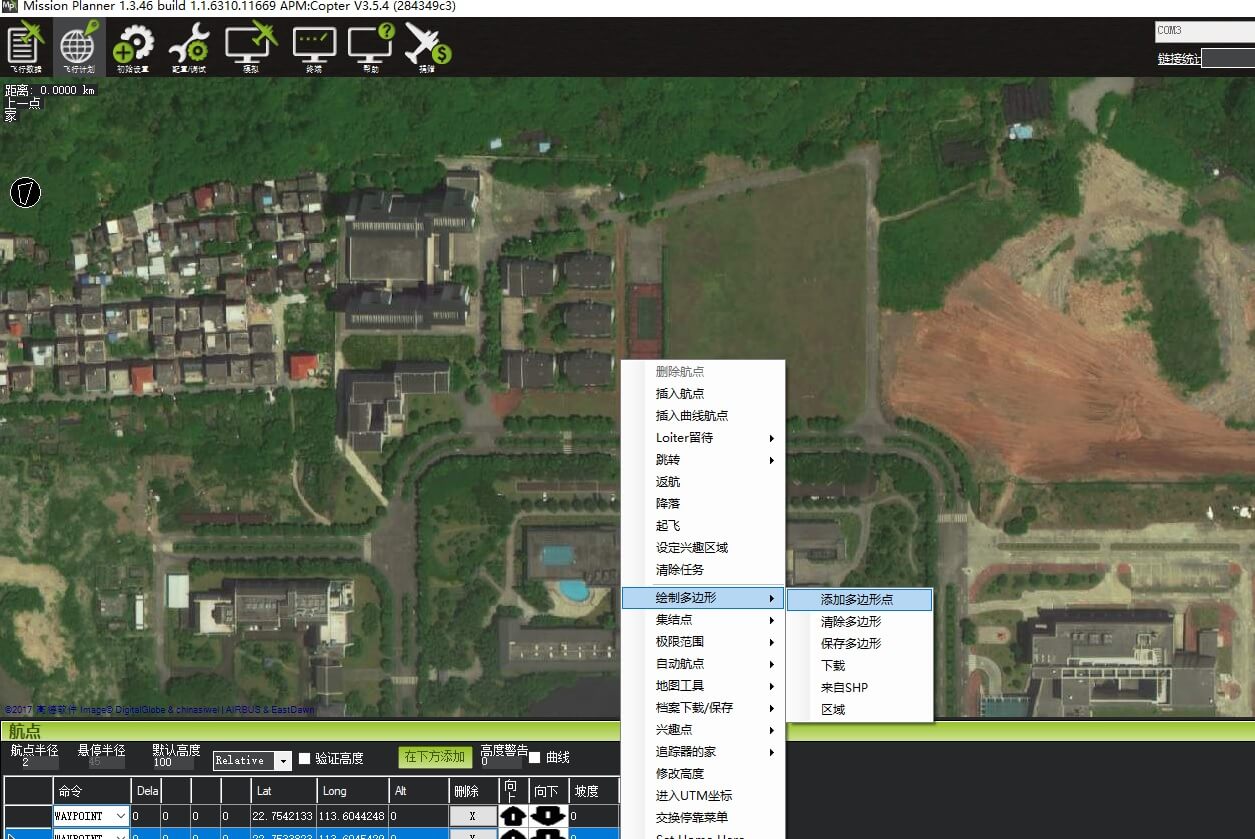 Mission Planner 1.3.46 build 1.1.6310.11669 APM:Copter V3.5.4 (284349c3)
飞行数据
飞行计划
初始设置
配置/调试
模拟
终端
帮助
捐赠
COM3
链接统计
距离: 0.0000 km
上一点
家
删除航点
插入航点
插入曲线航点
Loiter留待
跳转
返航
降落
起飞
设定兴趣区域
清除任务
绘制多边形
集结点
极限范围
自动航点
地图工具
档案下载/保存
兴趣点
追踪器的家
修改高度
进入UTM坐标
交换停靠菜单
Set Home Here
添加多边形点
清除多边形
保存多边形
下载
来自SHP
区域
©2017 高德软件 Image© DigitalGlobe & chinasiwei | AIRBUS & EastDawn
航点
航点半径
2
悬停半径
45
默认高度
100
Relative
验证高度
在下方添加
高度警告
0
曲线
命令 Dela Lat Long Alt 删除 向上 向下 坡度
WAYPOINT 0 0 0 0 22.7542133 113.6044248 0 X 0
WAYPOINT